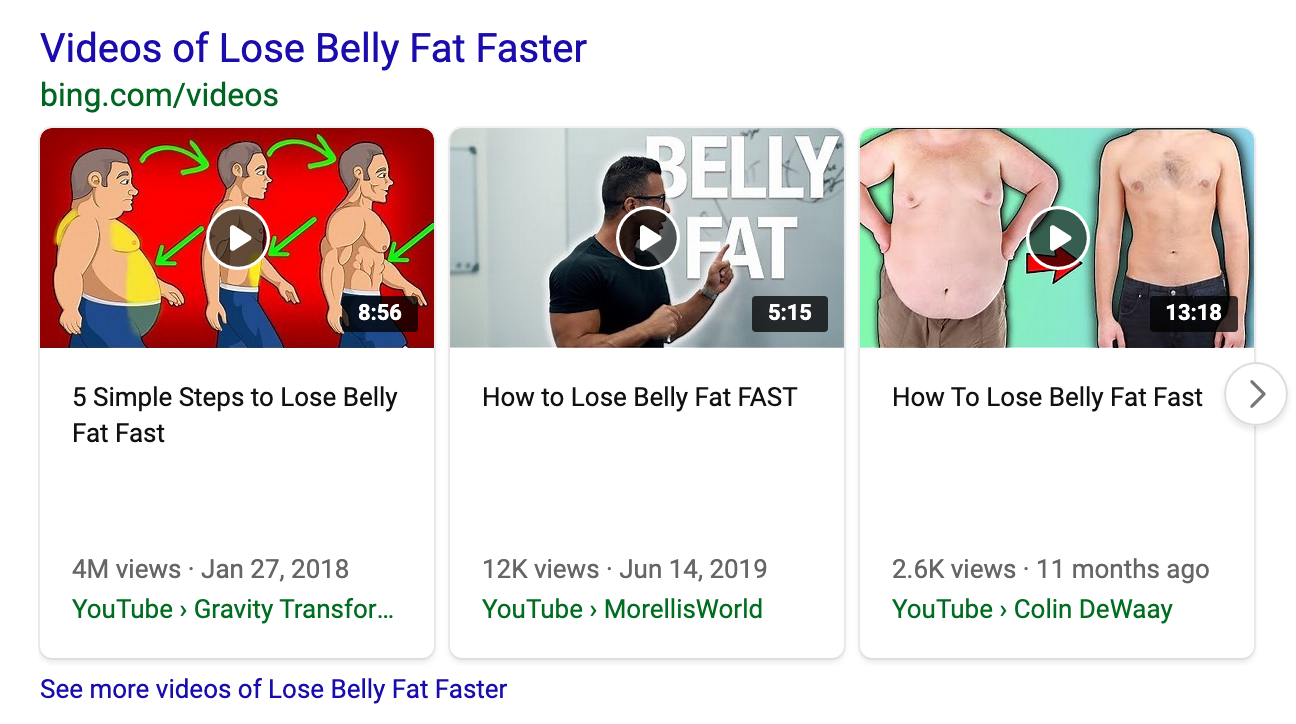 Videos of Lose Belly Fat Faster
bing.com/videos
BELLY
FAT
8:56
5:15
13:18
5 Simple Steps to Lose Belly
Fat Fast
How to Lose Belly Fat FAST
How To Lose Belly Fat Fast
4M views · Jan 27, 2018
YouTube › Gravity Transfor...
12K views · Jun 14, 2019
YouTube › MorellisWorld
2.6K views · 11 months ago
YouTube › Colin DeWaay
See more videos of Lose Belly Fat Faster